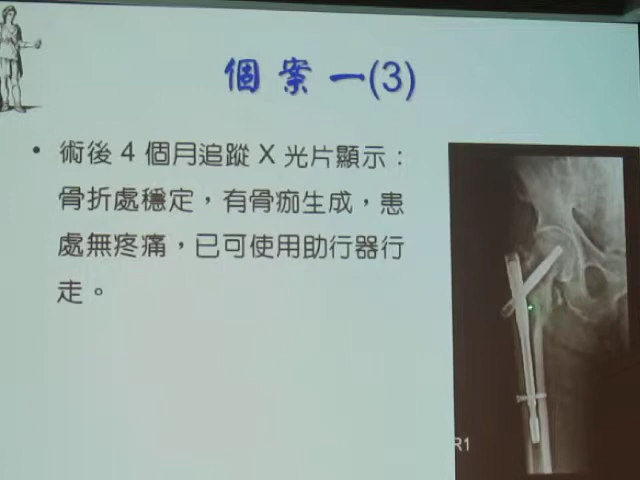 個案一(3)
• 術後 4 個月追蹤 X 光片顯示：
骨折處穩定，有骨痂生成，患
處無疼痛，已可使用助行器行
走。
R1